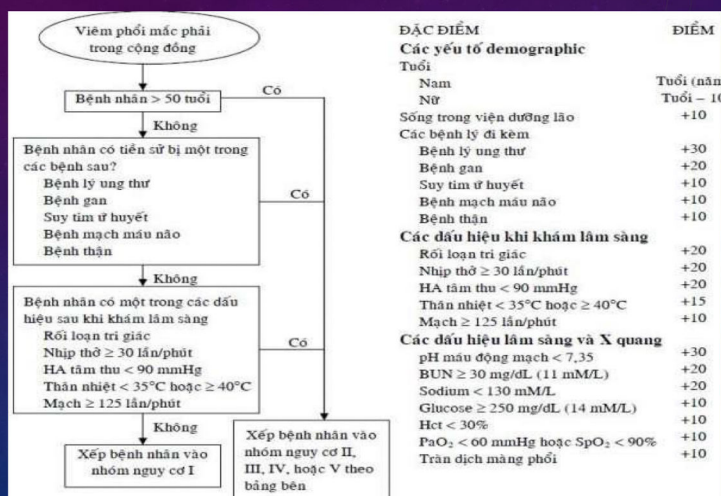 Viêm phổi mắc phải
trong cộng đồng
Bệnh nhân > 50 tuổi
Có
Không
Bệnh nhân có tiền sử bị một trong
các bệnh sau?
Bệnh lý ung thư
Bệnh gan
Suy tim ứ huyết
Bệnh mạch máu não
Bệnh thận
Có
Không
Bệnh nhân có một trong các dấu
hiệu sau khi khám lâm sàng
Rối loạn tri giác
Nhịp thở ≥ 30 lần/phút
HA tâm thu < 90 mmHg
Thân nhiệt < 35°C hoặc ≥ 40°C
Mạch ≥ 125 lần/phút
Có
Không
Xếp bệnh nhân vào
nhóm nguy cơ I
Xếp bệnh nhân vào
nhóm nguy cơ II,
III, IV, hoặc V theo
bảng bên
ĐẶC ĐIỂM ĐIỂM
Các yếu tố demographic
Tuổi
Nam Tuổi (năm
Nữ Tuổi – 10
Sống trong viện dưỡng lão +10
Các bệnh lý đi kèm
Bệnh lý ung thư +30
Bệnh gan +20
Suy tim ứ huyết +10
Bệnh mạch máu não +10
Bệnh thận +10
Các dấu hiệu khi khám lâm sàng
Rối loạn tri giác +20
Nhịp thở ≥ 30 lần/phút +20
HA tâm thu < 90 mmHg +20
Thân nhiệt < 35°C hoặc ≥ 40°C +15
Mạch ≥ 125 lần/phút +10
Các dấu hiệu lâm sàng và X quang
pH máu động mạch < 7,35 +30
BUN ≥ 30 mg/dL (11 mM/L) +20
Sodium < 130 mM/L +20
Glucose ≥ 250 mg/dL (14 mM/L) +10
Hct < 30% +10
PaO₂ < 60 mmHg hoặc SpO₂ < 90% +10
Tràn dịch màng phổi +10